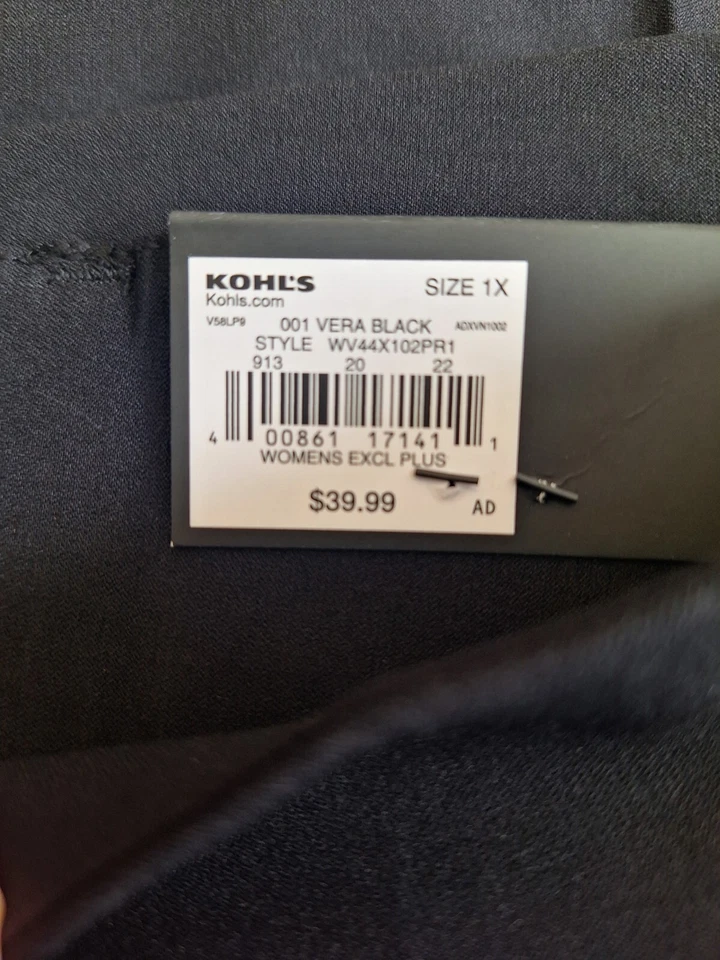 KOHL'S SIZE 1X
Kohls.com
V58LP9 001 VERA BLACK ADXVN1002
STYLE WV44X102PR1
913 20 22
4 00861 17141 1
WOMENS EXCL PLUS
$39.99 AD